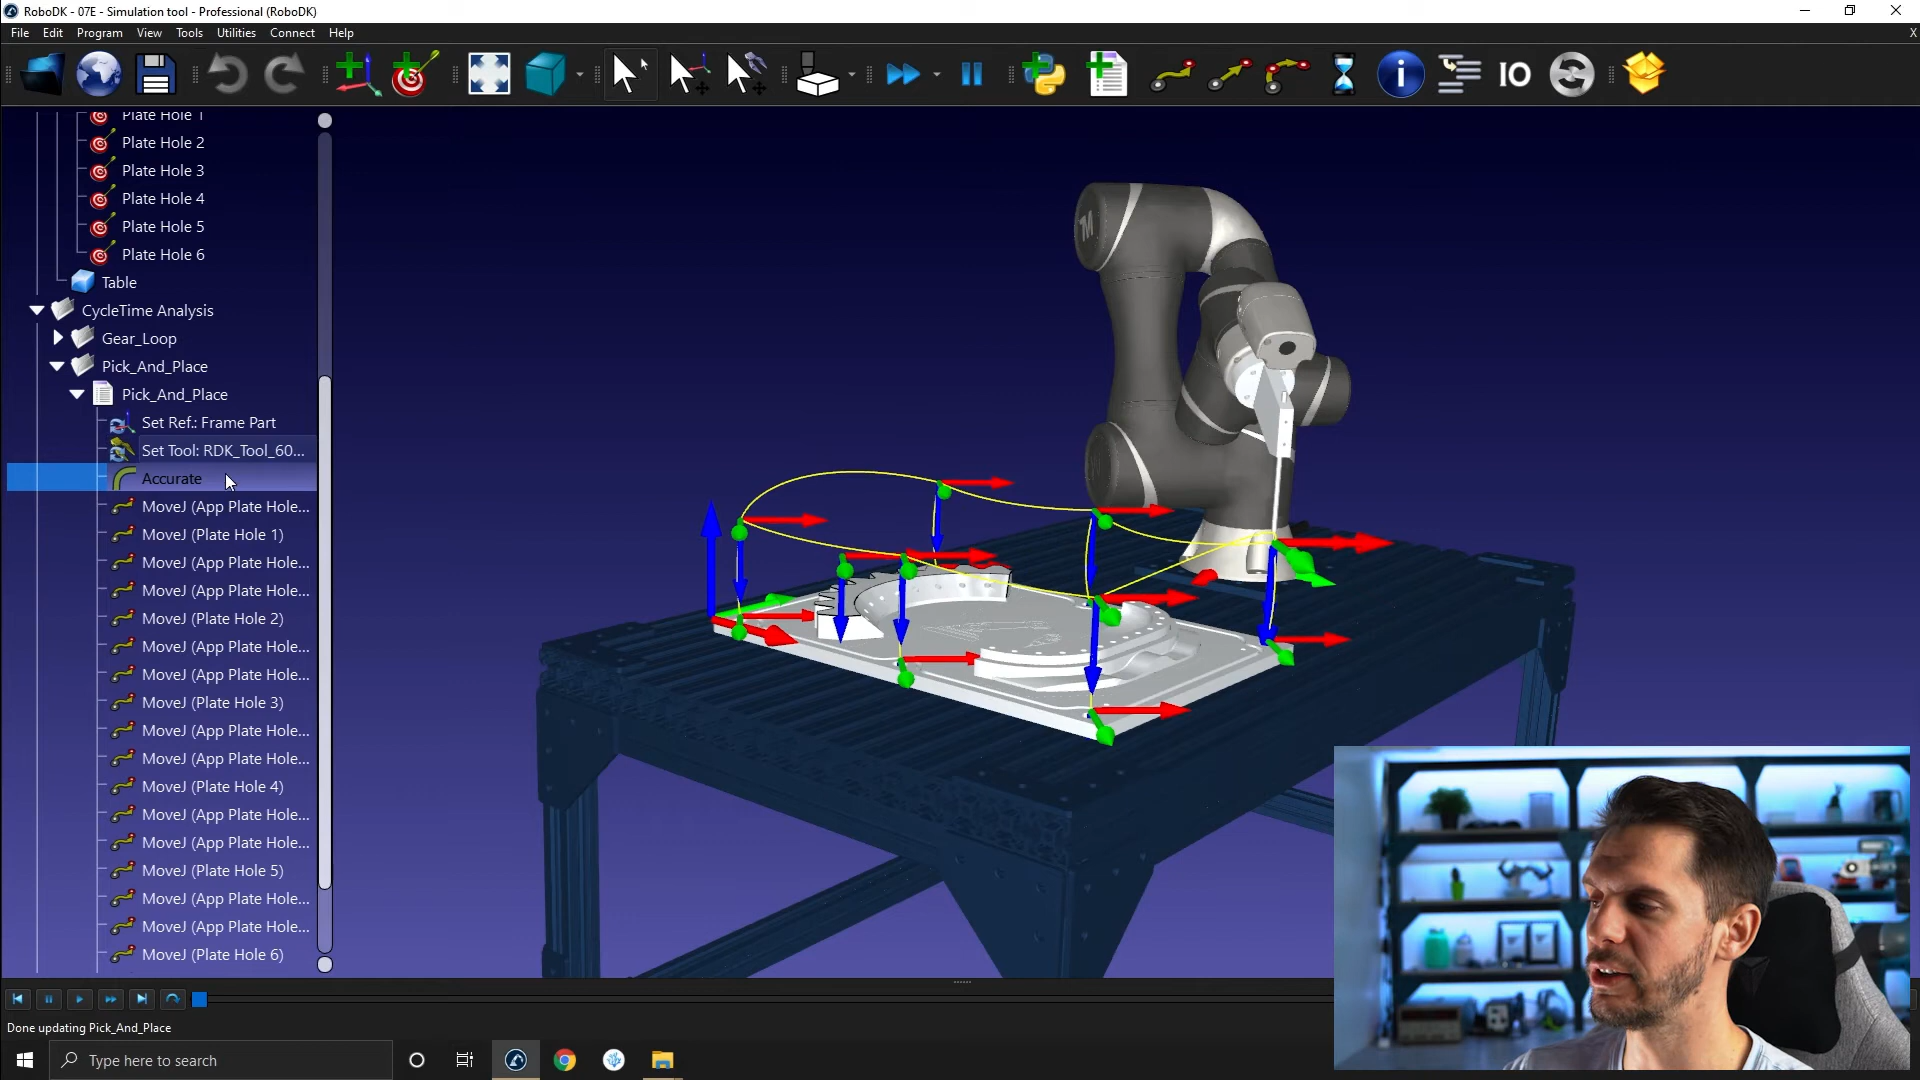 RoboDK - 07E - Simulation tool - Professional (RoboDK)
File Edit Program View Tools Utilities Connect Help X
IO
Plate Hole 1
Plate Hole 2
Plate Hole 3
Plate Hole 4
Plate Hole 5
Plate Hole 6
Table
CycleTime Analysis
Gear_Loop
Pick_And_Place
Pick_And_Place
Set Ref.: Frame Part
Set Tool: RDK_Tool_60...
Accurate
MoveJ (App Plate Hole...
MoveJ (Plate Hole 1)
MoveJ (App Plate Hole...
MoveJ (App Plate Hole...
MoveJ (Plate Hole 2)
MoveJ (App Plate Hole...
MoveJ (App Plate Hole...
MoveJ (Plate Hole 3)
MoveJ (App Plate Hole...
MoveJ (App Plate Hole...
MoveJ (Plate Hole 4)
MoveJ (App Plate Hole...
MoveJ (App Plate Hole...
MoveJ (Plate Hole 5)
MoveJ (App Plate Hole...
MoveJ (App Plate Hole...
MoveJ (Plate Hole 6)
Done updating Pick_And_Place
Type here to search